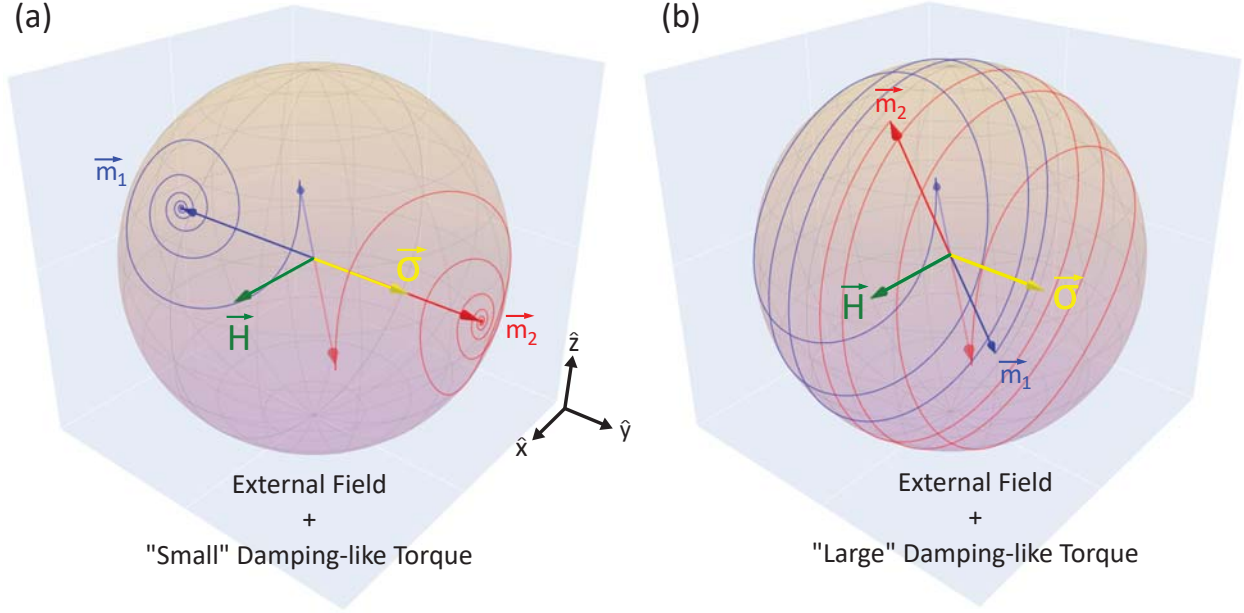 (a)
m₁
H
σ
m₂
ẑ
x̂
ŷ
External Field
+
"Small" Damping-like Torque
(b)
m₂
H
σ
m₁
External Field
+
"Large" Damping-like Torque